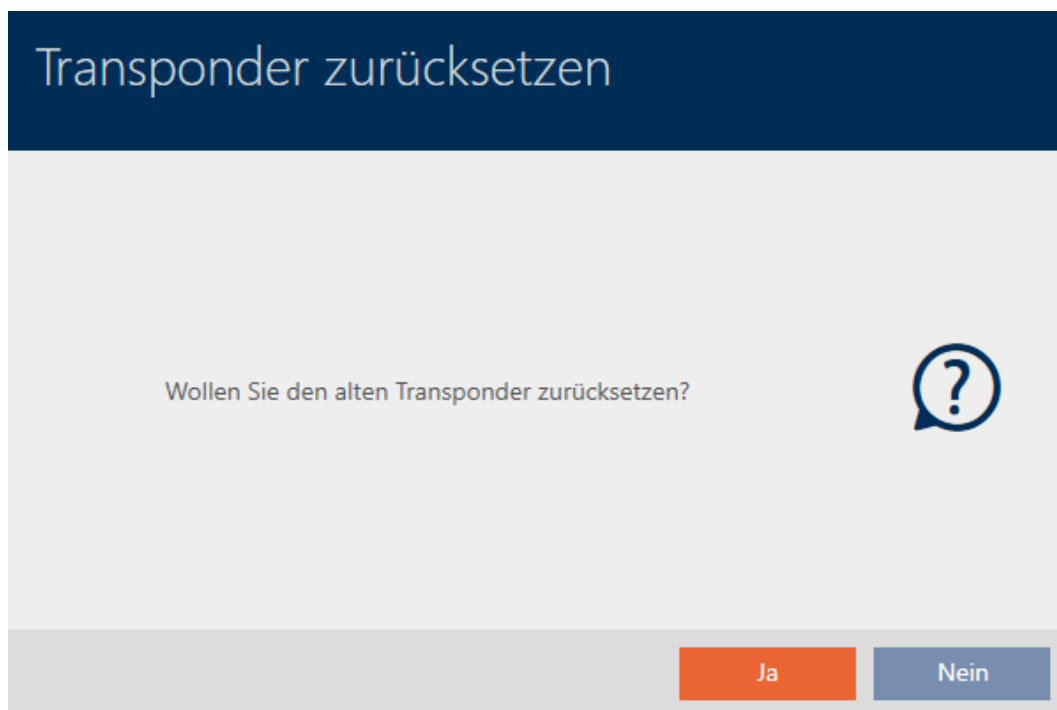 Transponder zurücksetzen
Wollen Sie den alten Transponder zurücksetzen?
?
Ja
Nein